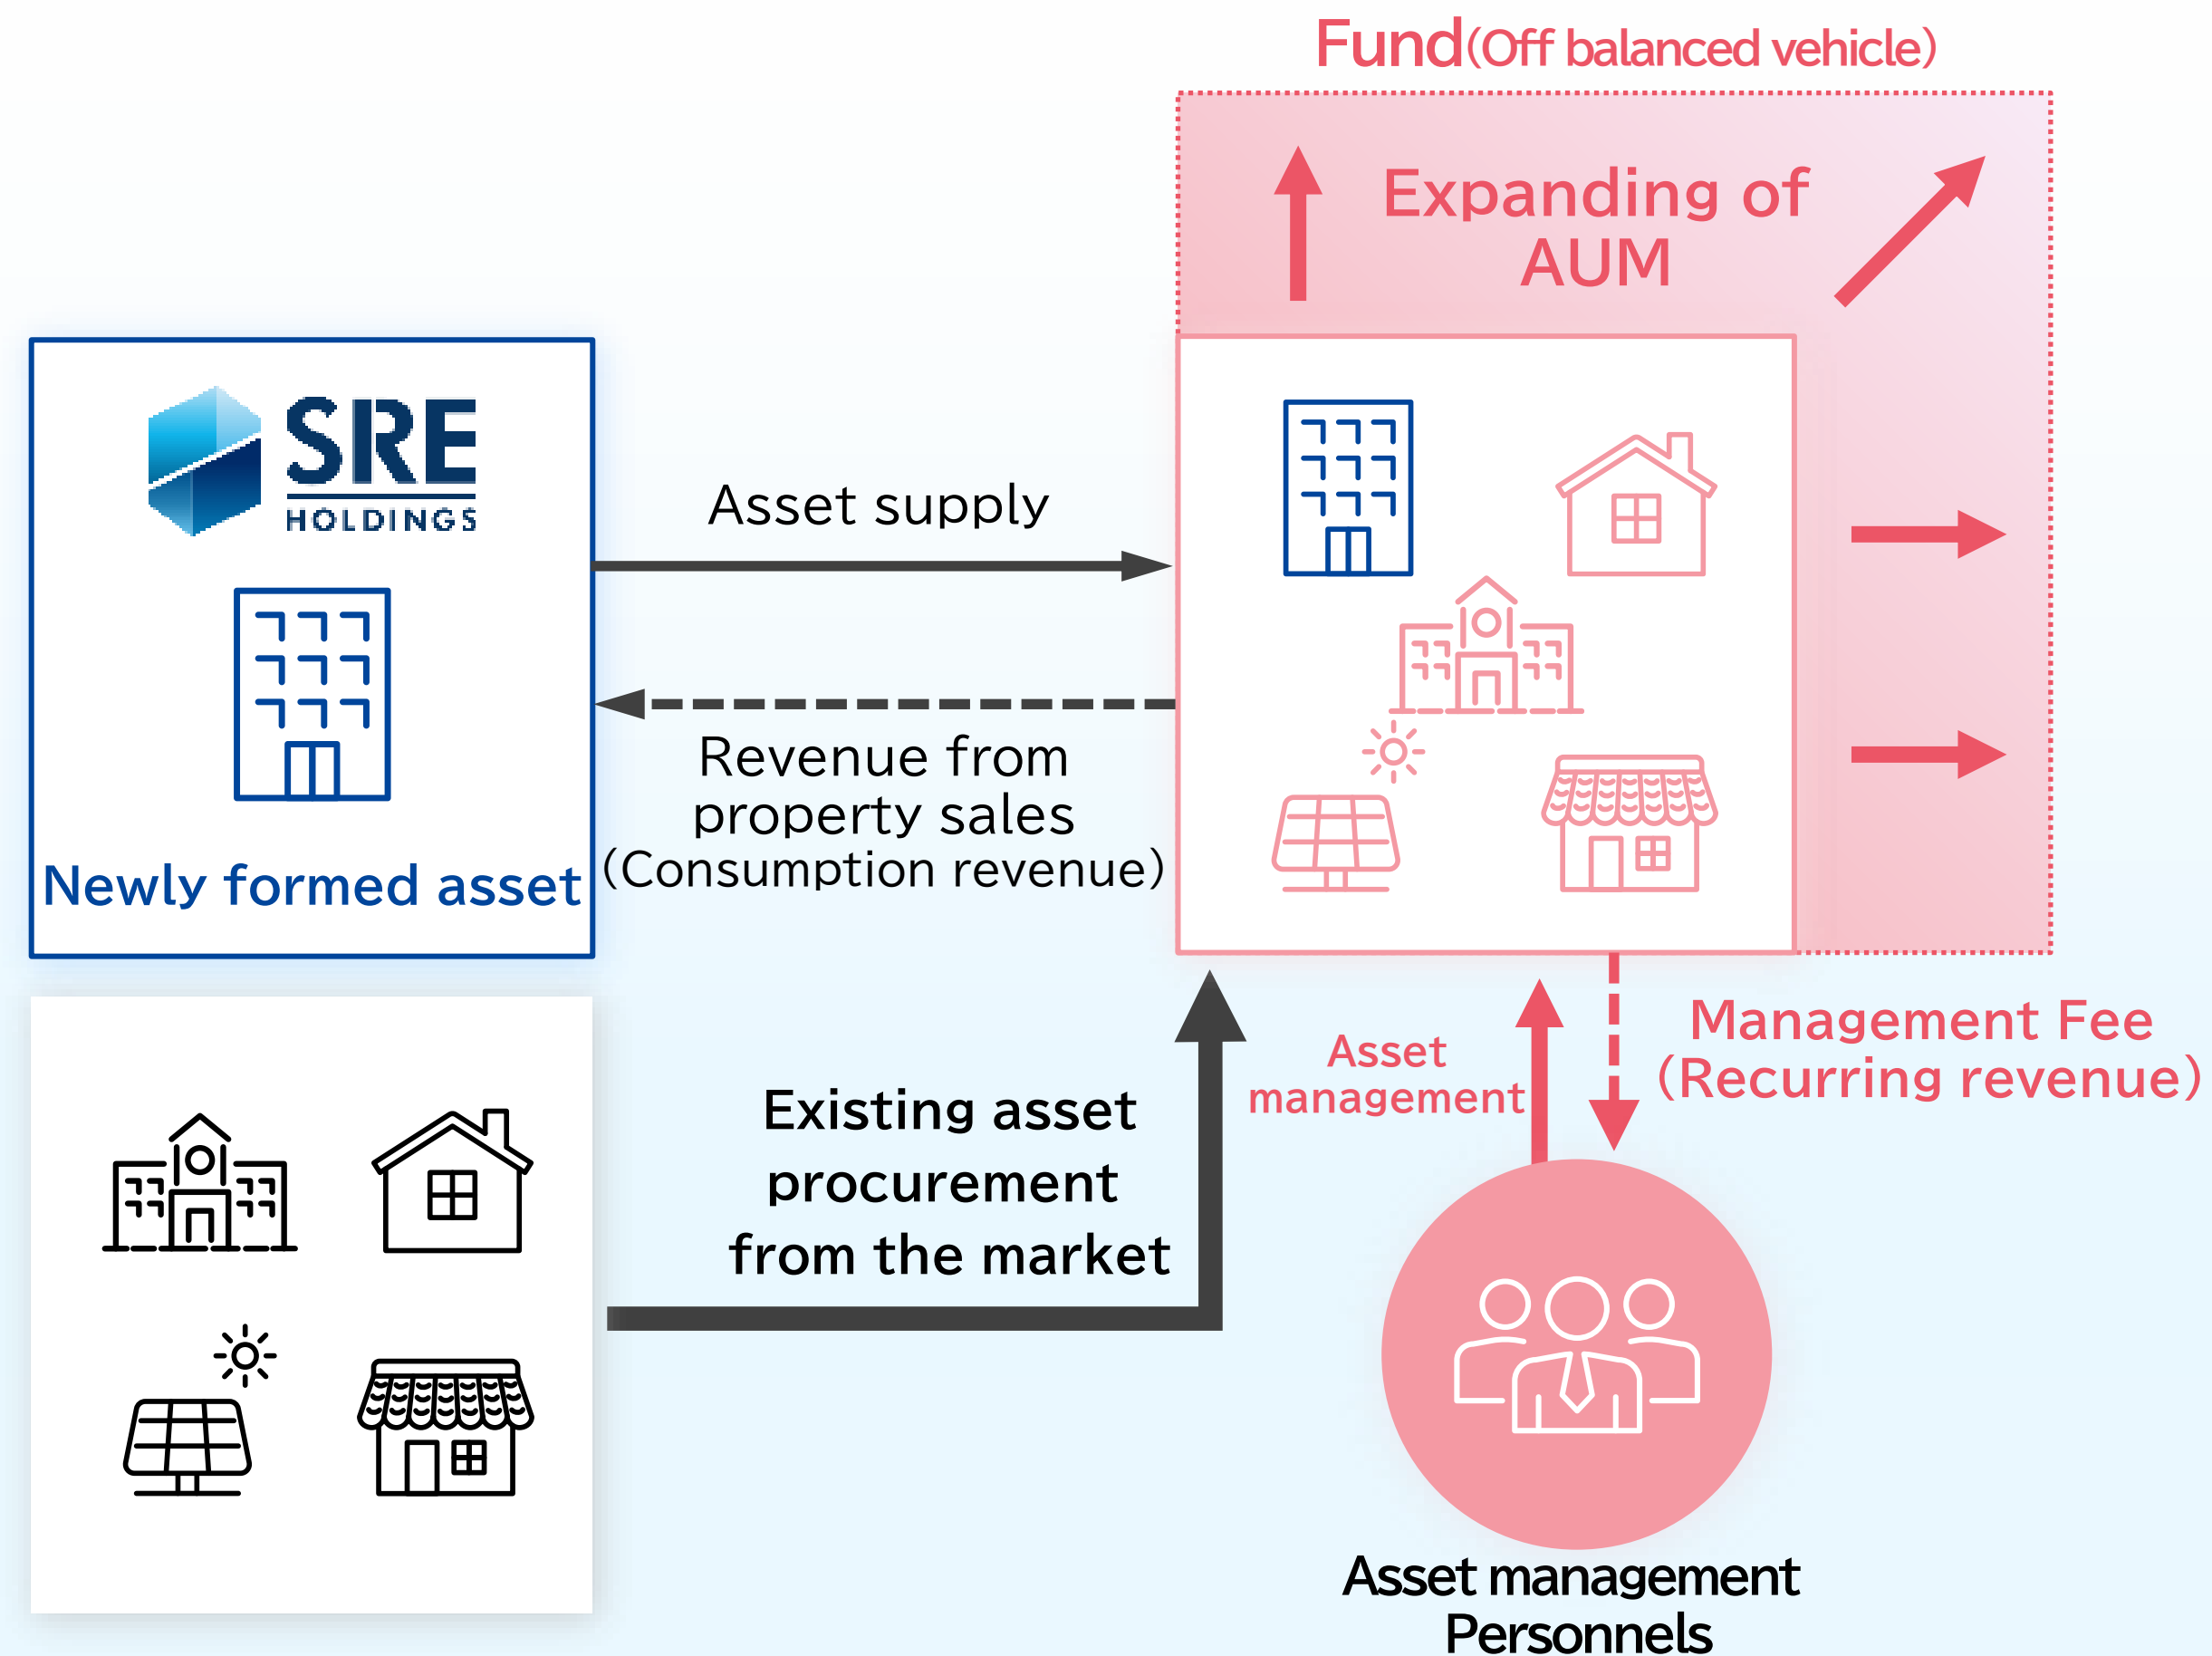 Fund(Off balanced vehicle)
Expanding of
AUM
SRE
HOLDINGS
Newly formed asset
Asset supply
Revenue from
property sales
(Consumption revenue)
Existing asset
procurement
from the market
Asset
management
Management Fee
(Recurring revenue)
Asset management
Personnels